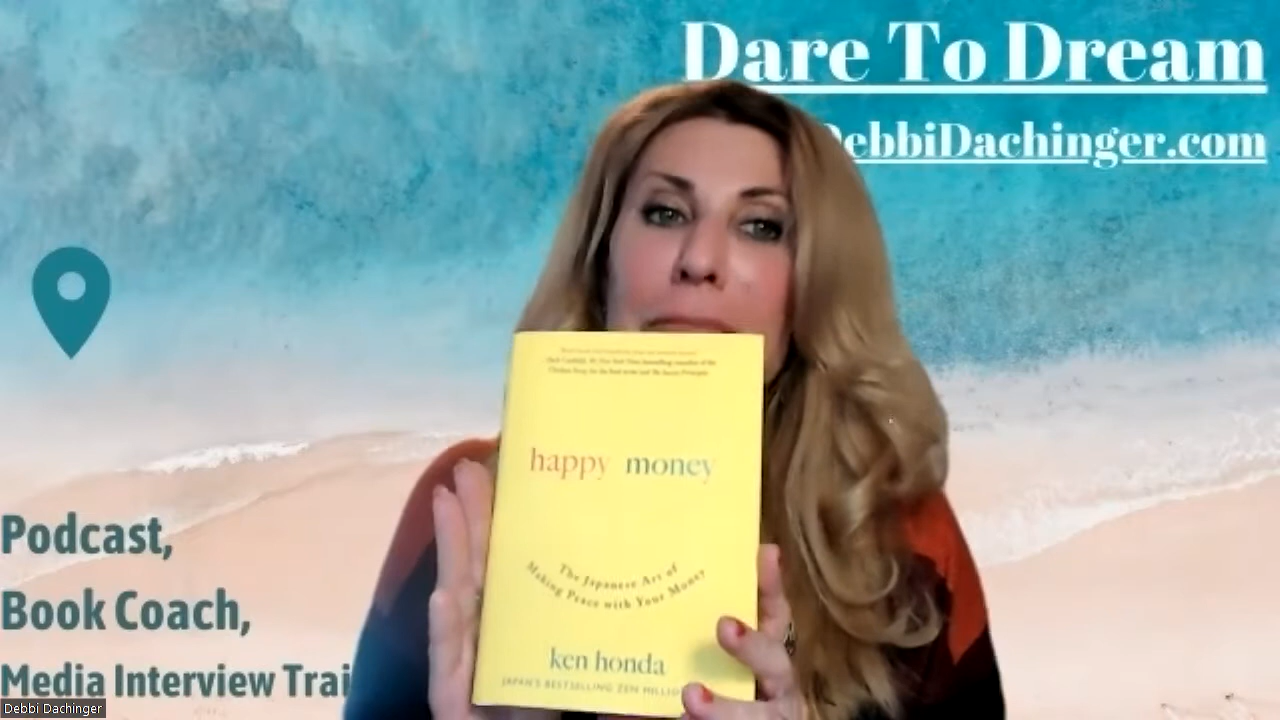 Dare To Dream
DebbiDachinger.com
happy money
The Japanese Art of
Making Peace with Your Money
ken honda
JAPAN'S BESTSELLING ZEN
Podcast,
Book Coach,
Media Interview Trai
Debbi Dachinger